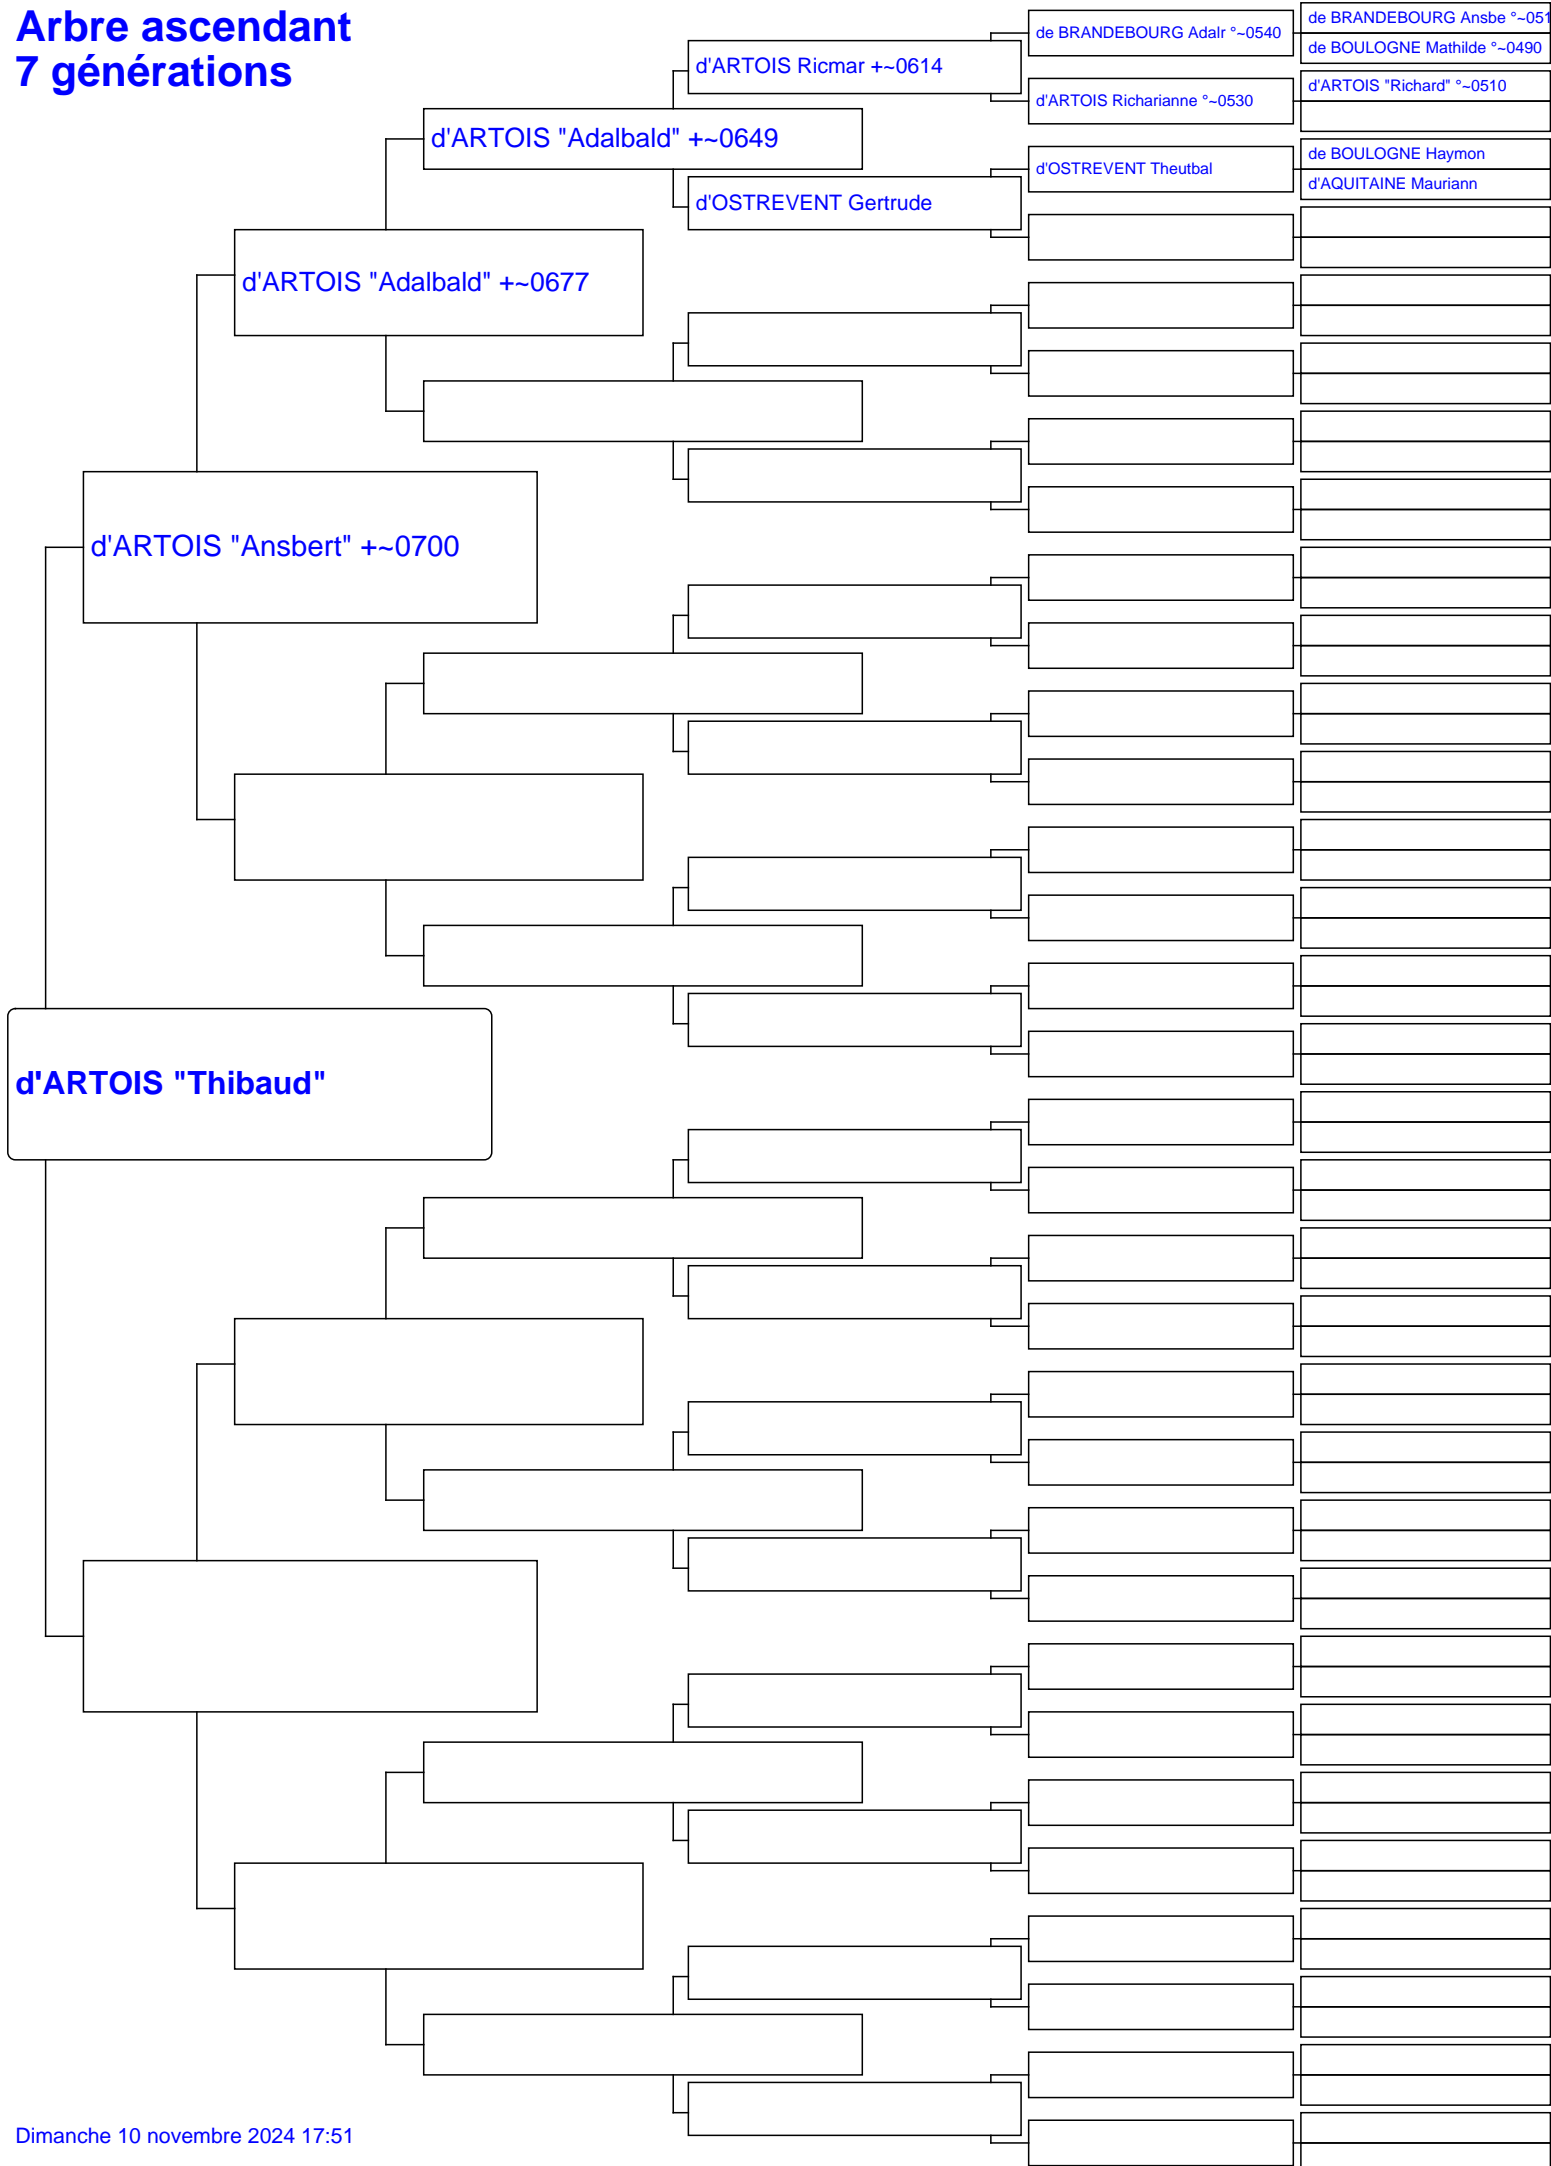 Arbre ascendant
7 générations
de BRANDEBOURG Ansbe °~051
de BOULOGNE Mathilde °~0490
de BRANDEBOURG Adalr °~0540
d'ARTOIS Ricmar +~0614
d'ARTOIS "Richard" °~0510
d'ARTOIS Richarianne °~0530
d'ARTOIS "Adalbald" +~0649
de BOULOGNE Haymon
d'OSTREVENT Theutbal
d'AQUITAINE Mauriann
d'OSTREVENT Gertrude
d'ARTOIS "Adalbald" +~0677
d'ARTOIS "Ansbert" +~0700
d'ARTOIS "Thibaud"
Dimanche 10 novembre 2024 17:51